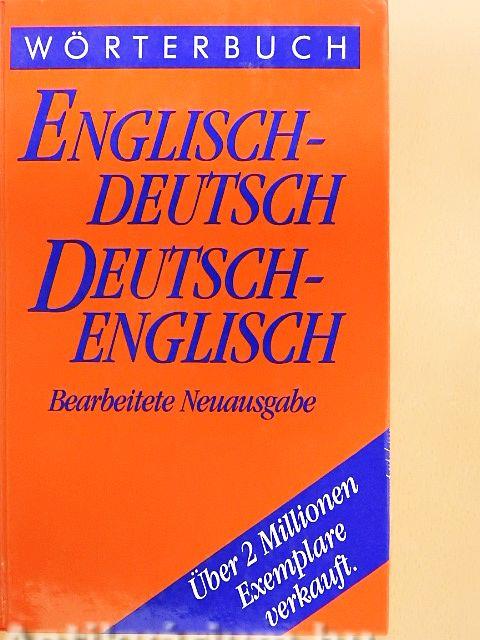 WÖRTERBUCH
ENGLISCH-
DEUTSCH
DEUTSCH-
ENGLISCH
Bearbeitete Neuausgabe
Über 2 Millionen
Exemplare
verkauft.